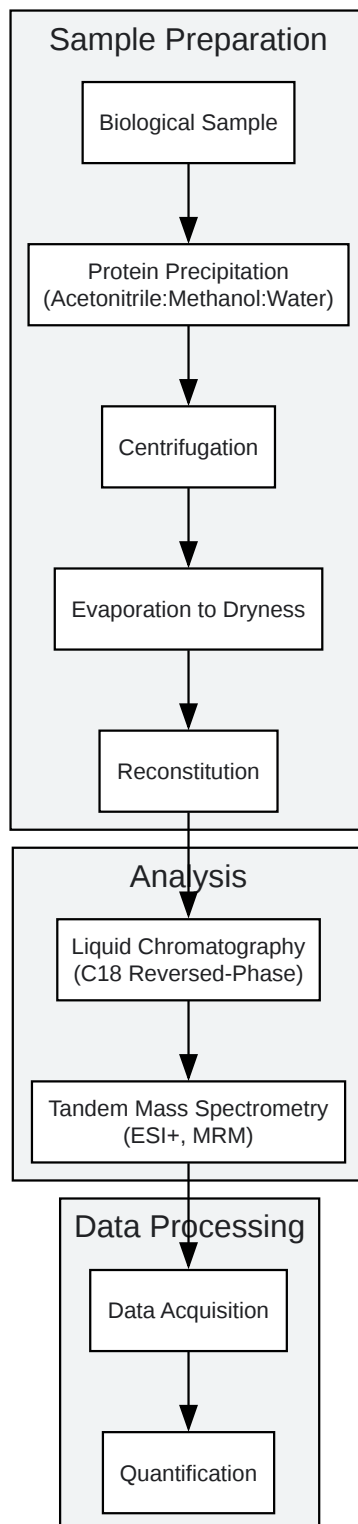 Sample Preparation
Biological Sample
Protein Precipitation
(Acetonitrile:Methanol:Water)
Centrifugation
Evaporation to Dryness
Reconstitution
Analysis
Liquid Chromatography
(C18 Reversed-Phase)
Tandem Mass Spectrometry
(ESI+, MRM)
Data Processing
Data Acquisition
Quantification